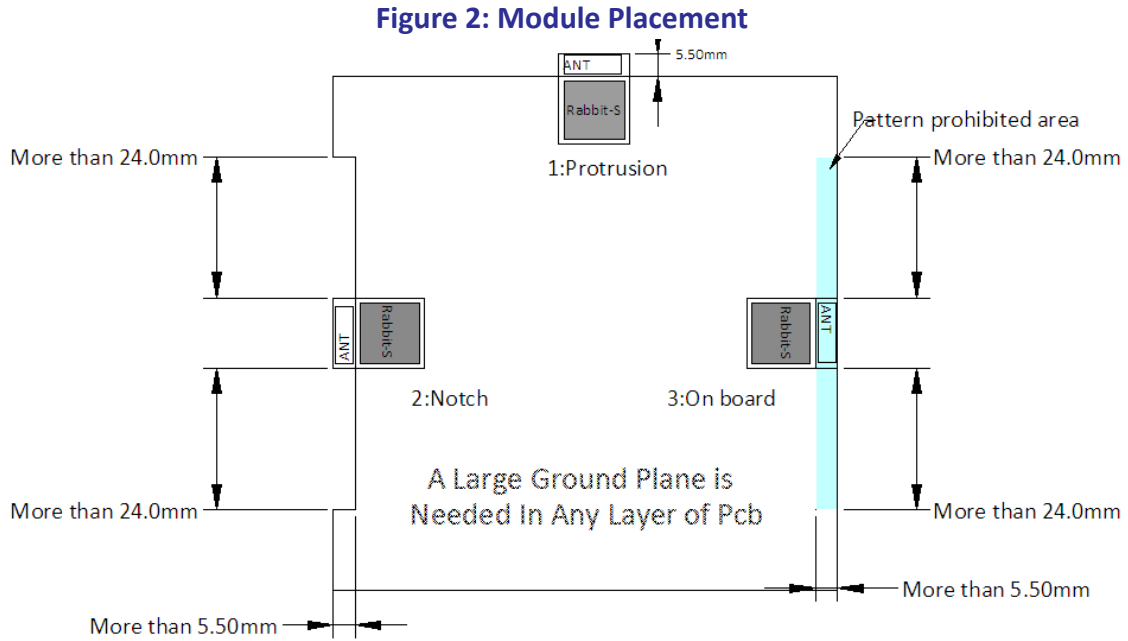 Figure 2: Module Placement
ANT
5.50mm
Rabbit-S
Pattern prohibited area
More than 24.0mm
1:Protrusion
More than 24.0mm
ANT
Rabbit-S
Rabbit-S
ANT
2:Notch
3:On board
A Large Ground Plane is
Needed In Any Layer of Pcb
More than 24.0mm
More than 24.0mm
More than 5.50mm
More than 5.50mm